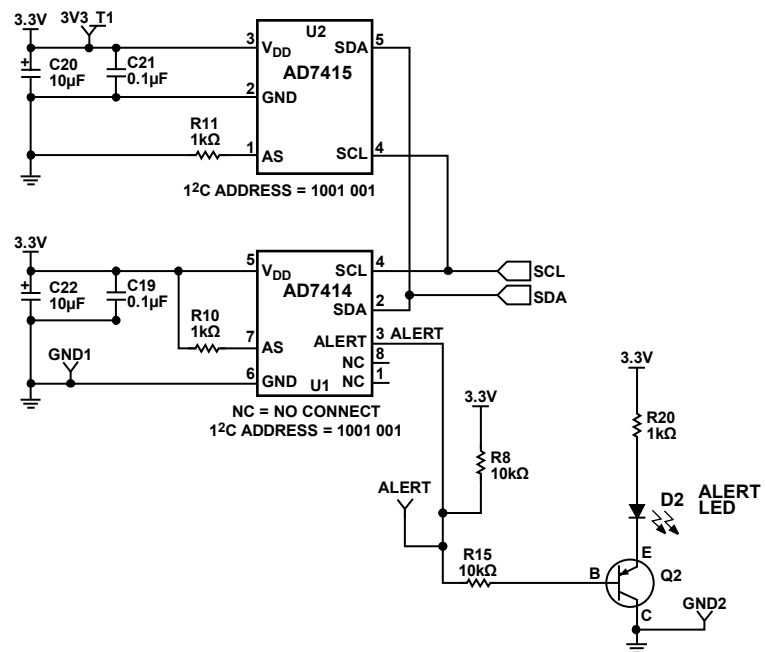 3.3V 3V3_T1
C20
10µF
C21
0.1µF
3 VDD
U2
SDA 5
AD7415
2 GND
R11
1kΩ
1 AS
SCL 4
1²C ADDRESS = 1001 001
3.3V
C22
10µF
C19
0.1µF
5 VDD
SCL 4
AD7414
SDA 2
R10
1kΩ
7 AS
ALERT 3 ALERT
NC 8
GND1
6 GND
U1
NC 1
SCL
SDA
NC = NO CONNECT
1²C ADDRESS = 1001 001
3.3V
R8
10kΩ
ALERT
R15
10kΩ
3.3V
R20
1kΩ
D2
ALERT
LED
B
E
Q2
C
GND2